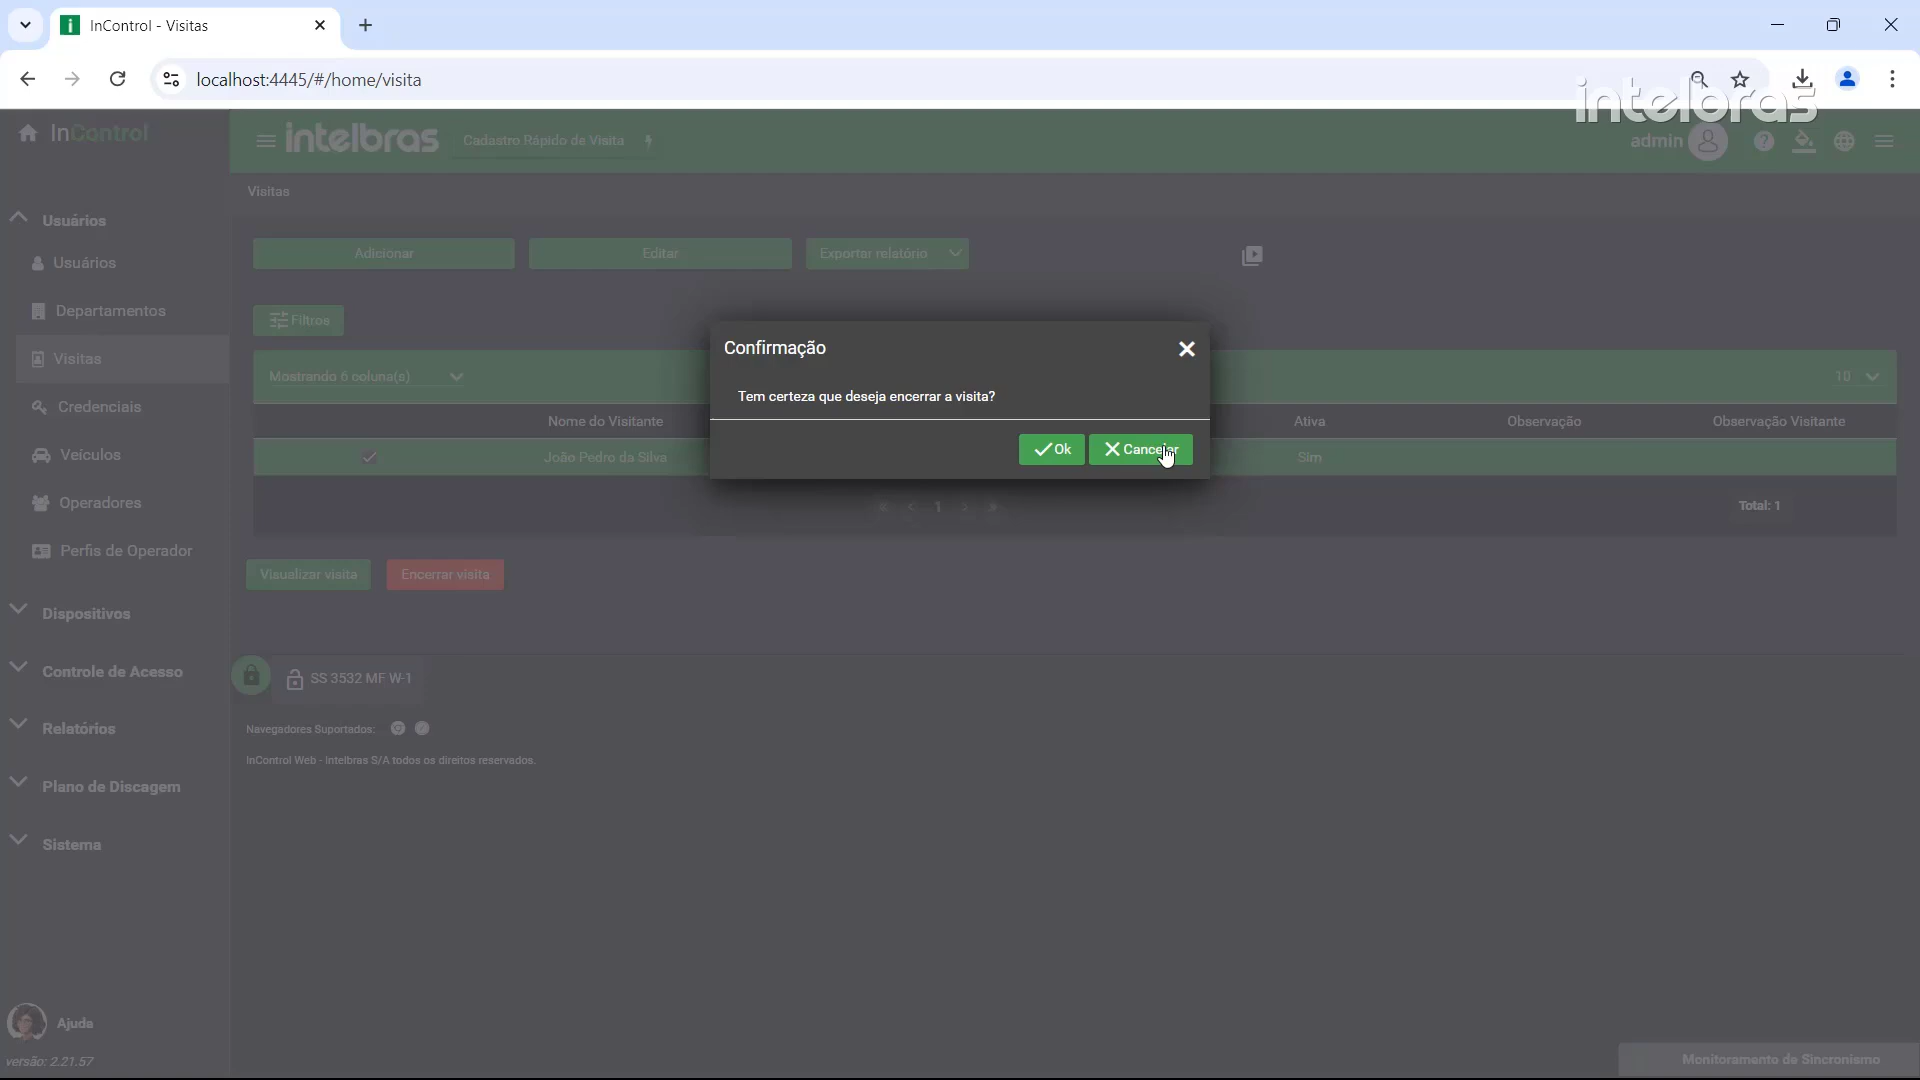 InControl - Visitas
localhost:4445/#/home/visita
intelbras
InControl
intelbras
Cadastro Rápido de Visita
admin
Visitas
Usuários
Usuários
Departamentos
Visitas
Credenciais
Veículos
Operadores
Perfis de Operador
Dispositivos
Controle de Acesso
Relatórios
Plano de Discagem
Sistema
Ajuda
versão: 2.21.57
Adicionar
Editar
Exportar relatório
Filtros
Mostrando 6 coluna(s)
10
Nome do Visitante
Ativa
Observação
Observação Visitante
João Pedro da Silva
Sim
« < 1 > »
Total: 1
Confirmação
Tem certeza que deseja encerrar a visita?
Ok
Cancelar
Visualizar visita
Encerrar visita
SS 3532 MF W-1
Navegadores Suportados:
InControl Web - Intelbras S/A todos os direitos reservados.
Monitoramento de Sincronismo